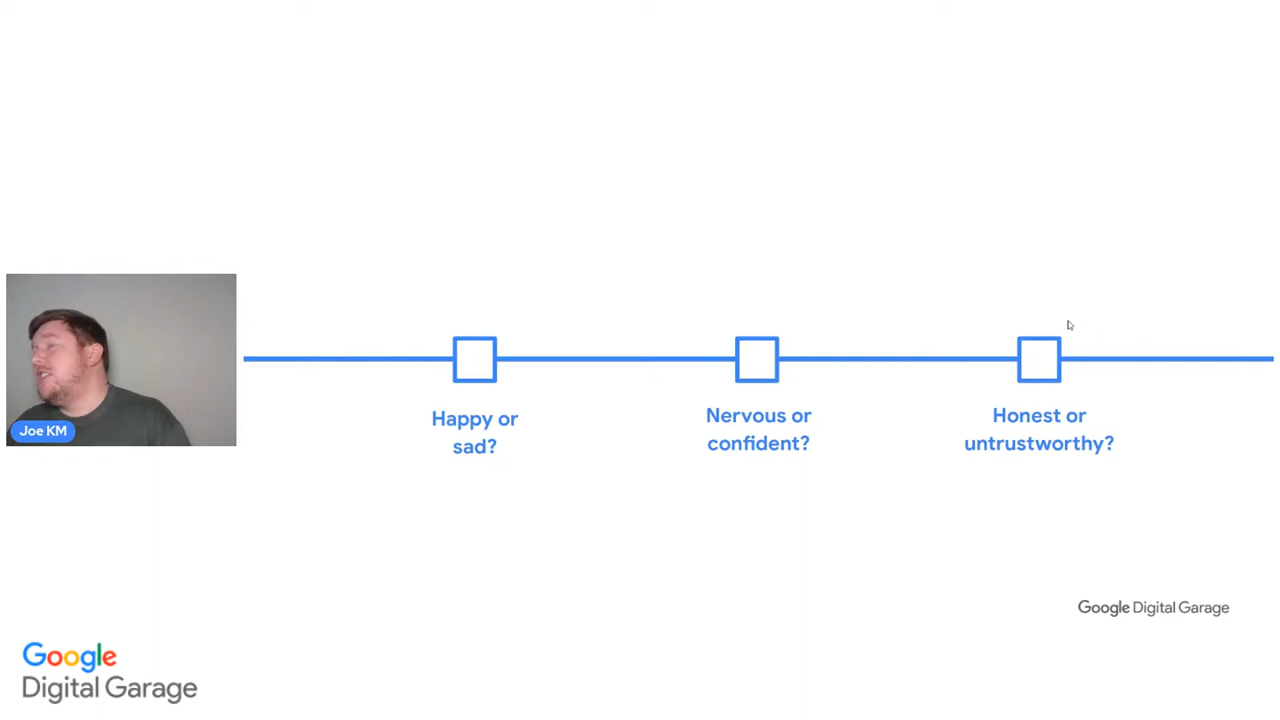 Joe KM
Happy or
sad?
Nervous or
confident?
Honest or
untrustworthy?
Google Digital Garage
Google
Digital Garage